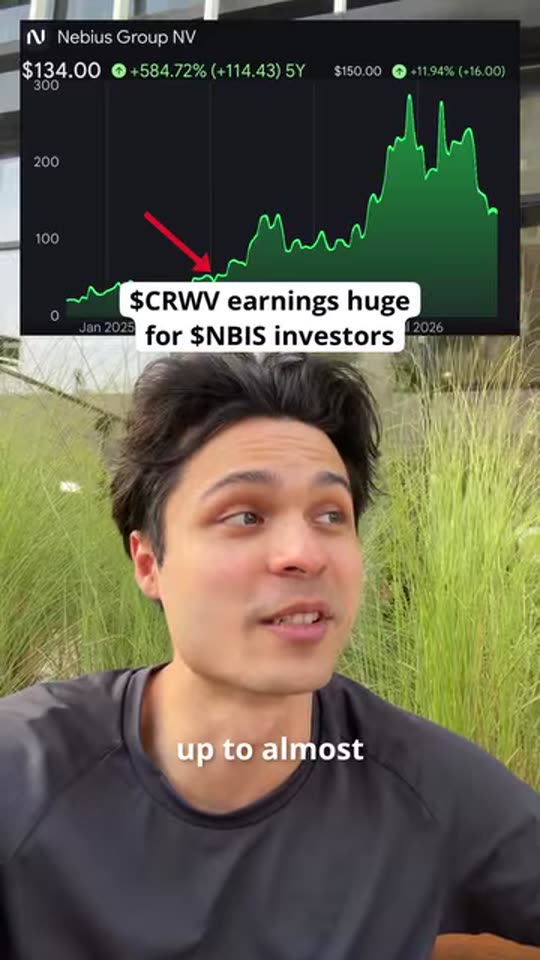 Nebius Group NV
$134.00 +584.72% (+114.43) 5Y $150.00 +11.94% (+16.00)
300
200
100
0
Jan 2025 2026
$CRWV earnings huge
for $NBIS investors
up to almost